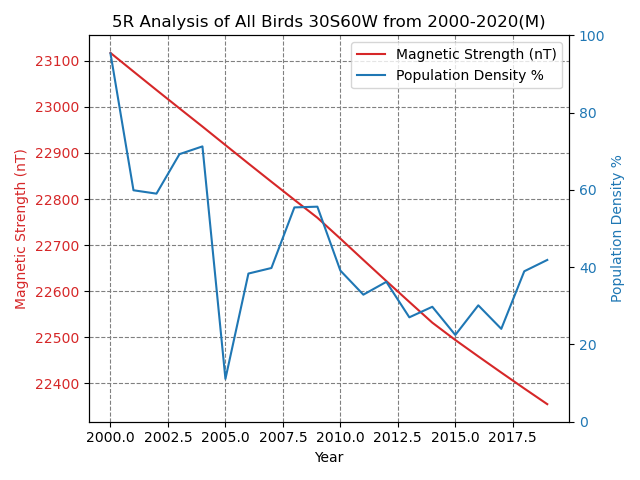 5R Analysis of All Birds 30S60W from 2000-2020(M)
Magnetic Strength (nT)
Population Density %
23100
23000
22900
22800
22700
22600
22500
22400
Magnetic Strength (nT)
100
80
60
40
20
0
Population Density %
2000.0 2002.5 2005.0 2007.5 2010.0 2012.5 2015.0 2017.5
Year